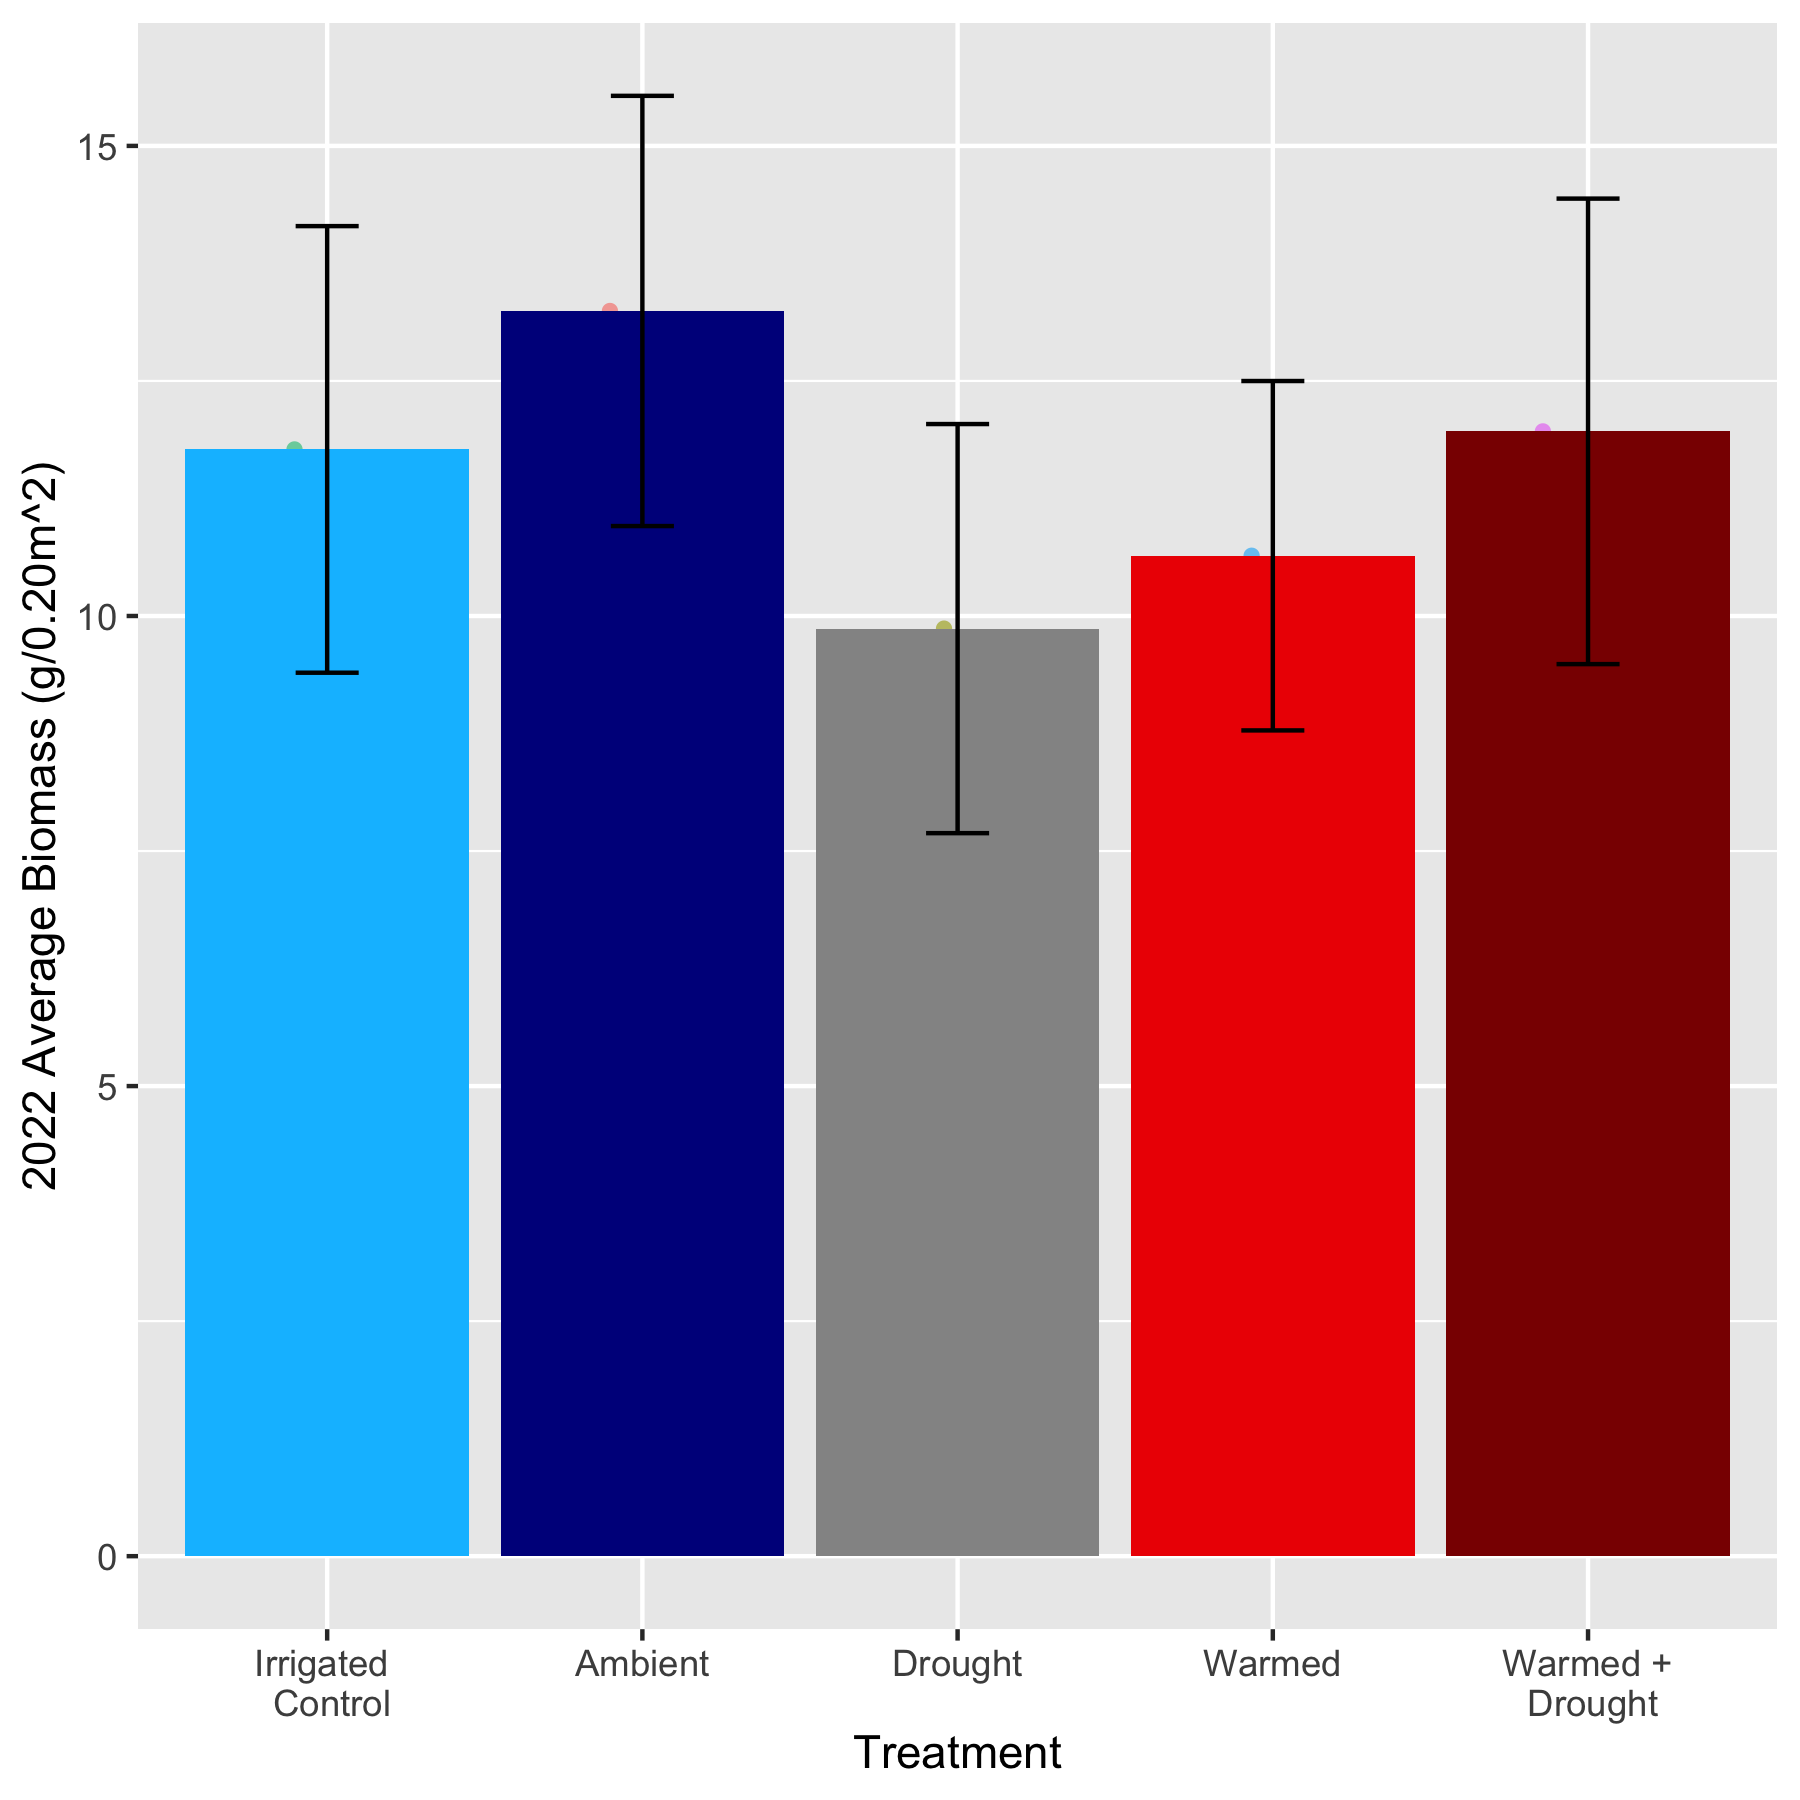 2022 Average Biomass (g/0.20m^2)
15
10
5
0
Irrigated
Control
Ambient
Drought
Warmed
Warmed +
Drought
Treatment